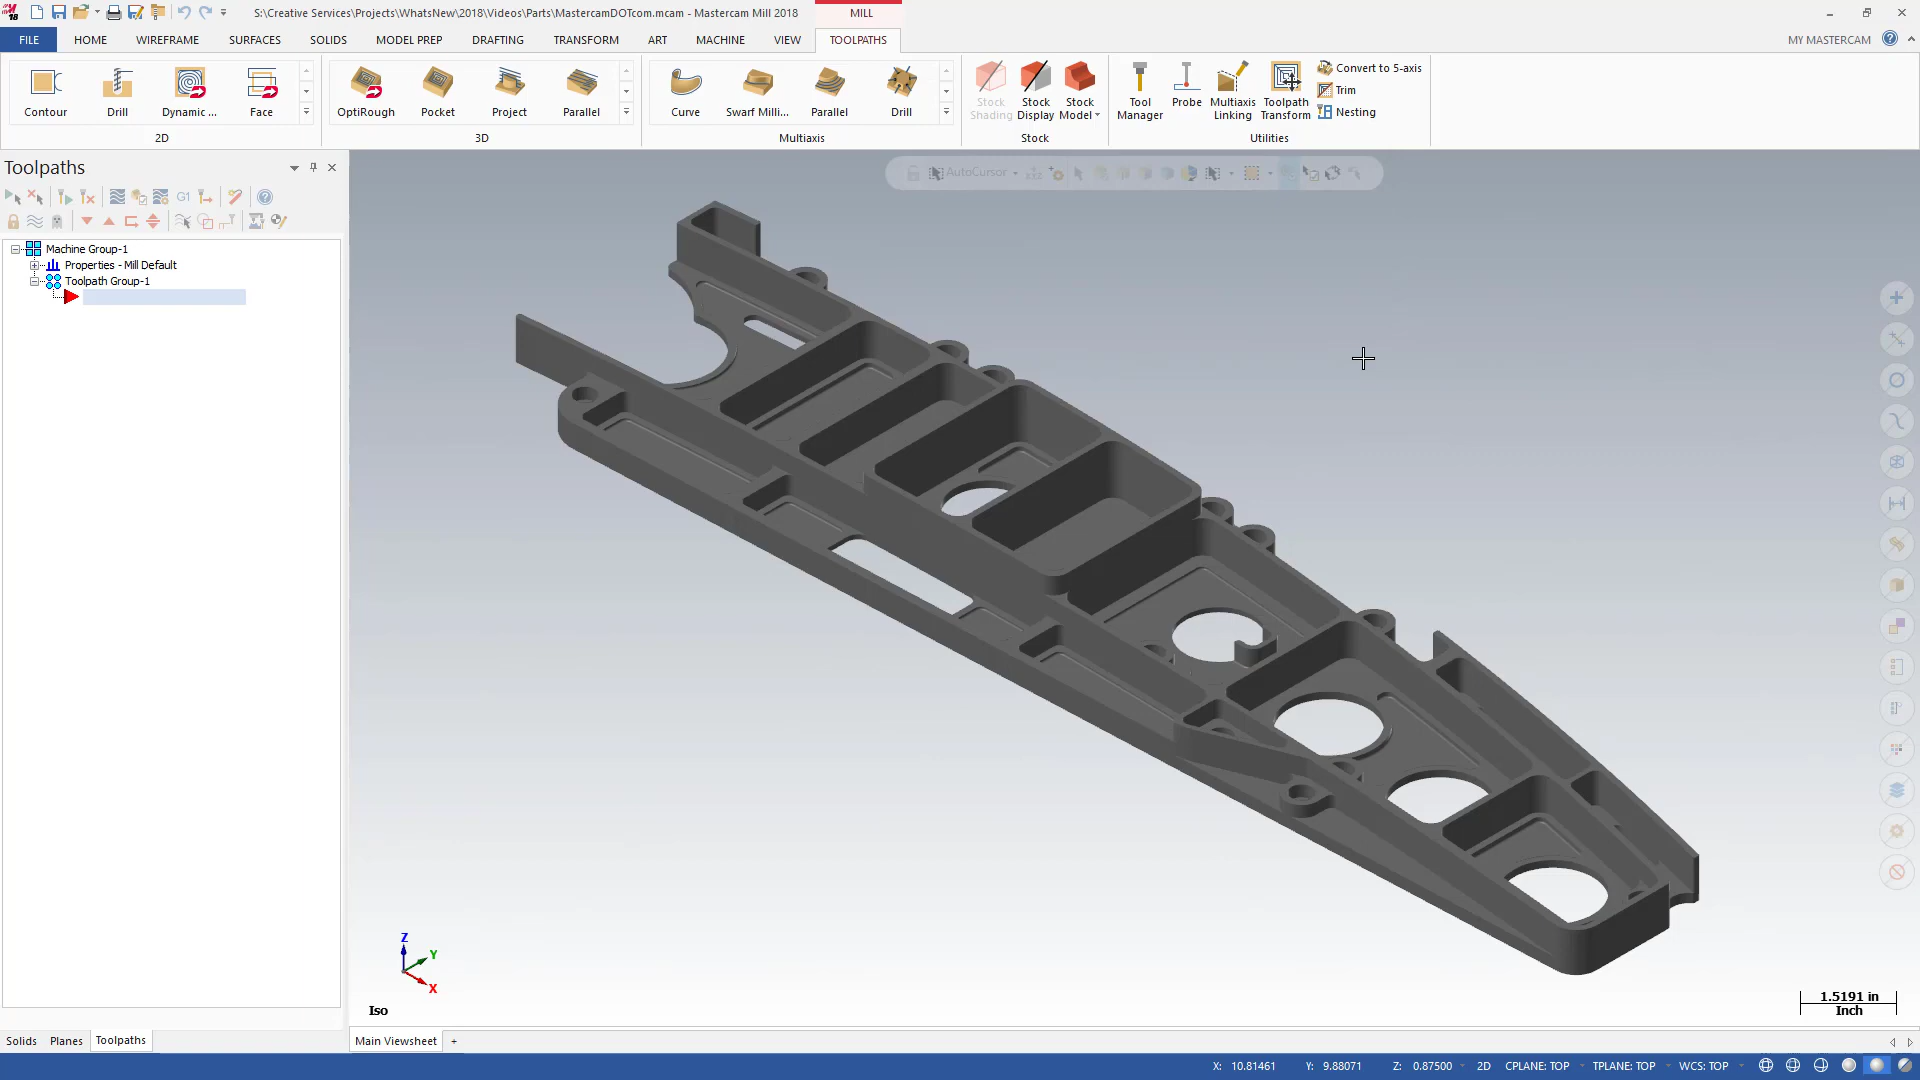 S:\Creative Services\Projects\WhatsNew\2018\Videos\Parts\MastercamDOTcom.mcam - Mastercam Mill 2018
MILL
FILE HOME WIREFRAME SURFACES SOLIDS MODEL PREP DRAFTING TRANSFORM ART MACHINE VIEW TOOLPATHS MY MASTERCAM
Contour Drill Dynamic ... Face OptiRough Pocket Project Parallel Curve Swarf Milli... Parallel Drill
Stock Shading
Stock Display
Stock Model
Tool Manager
Probe
Multiaxis Linking
Toolpath Transform
Convert to 5-axis
Trim
Nesting
2D 3D Multiaxis Stock Utilities
Toolpaths
AutoCursor
G1
Machine Group-1
Properties - Mill Default
Toolpath Group-1
Z
Y
X
Iso
1.5191 in
Inch
Solids Planes Toolpaths
Main Viewsheet +
X: 10.81461 Y: 9.88071 Z: 0.87500 2D CPLANE: TOP TPLANE: TOP WCS: TOP